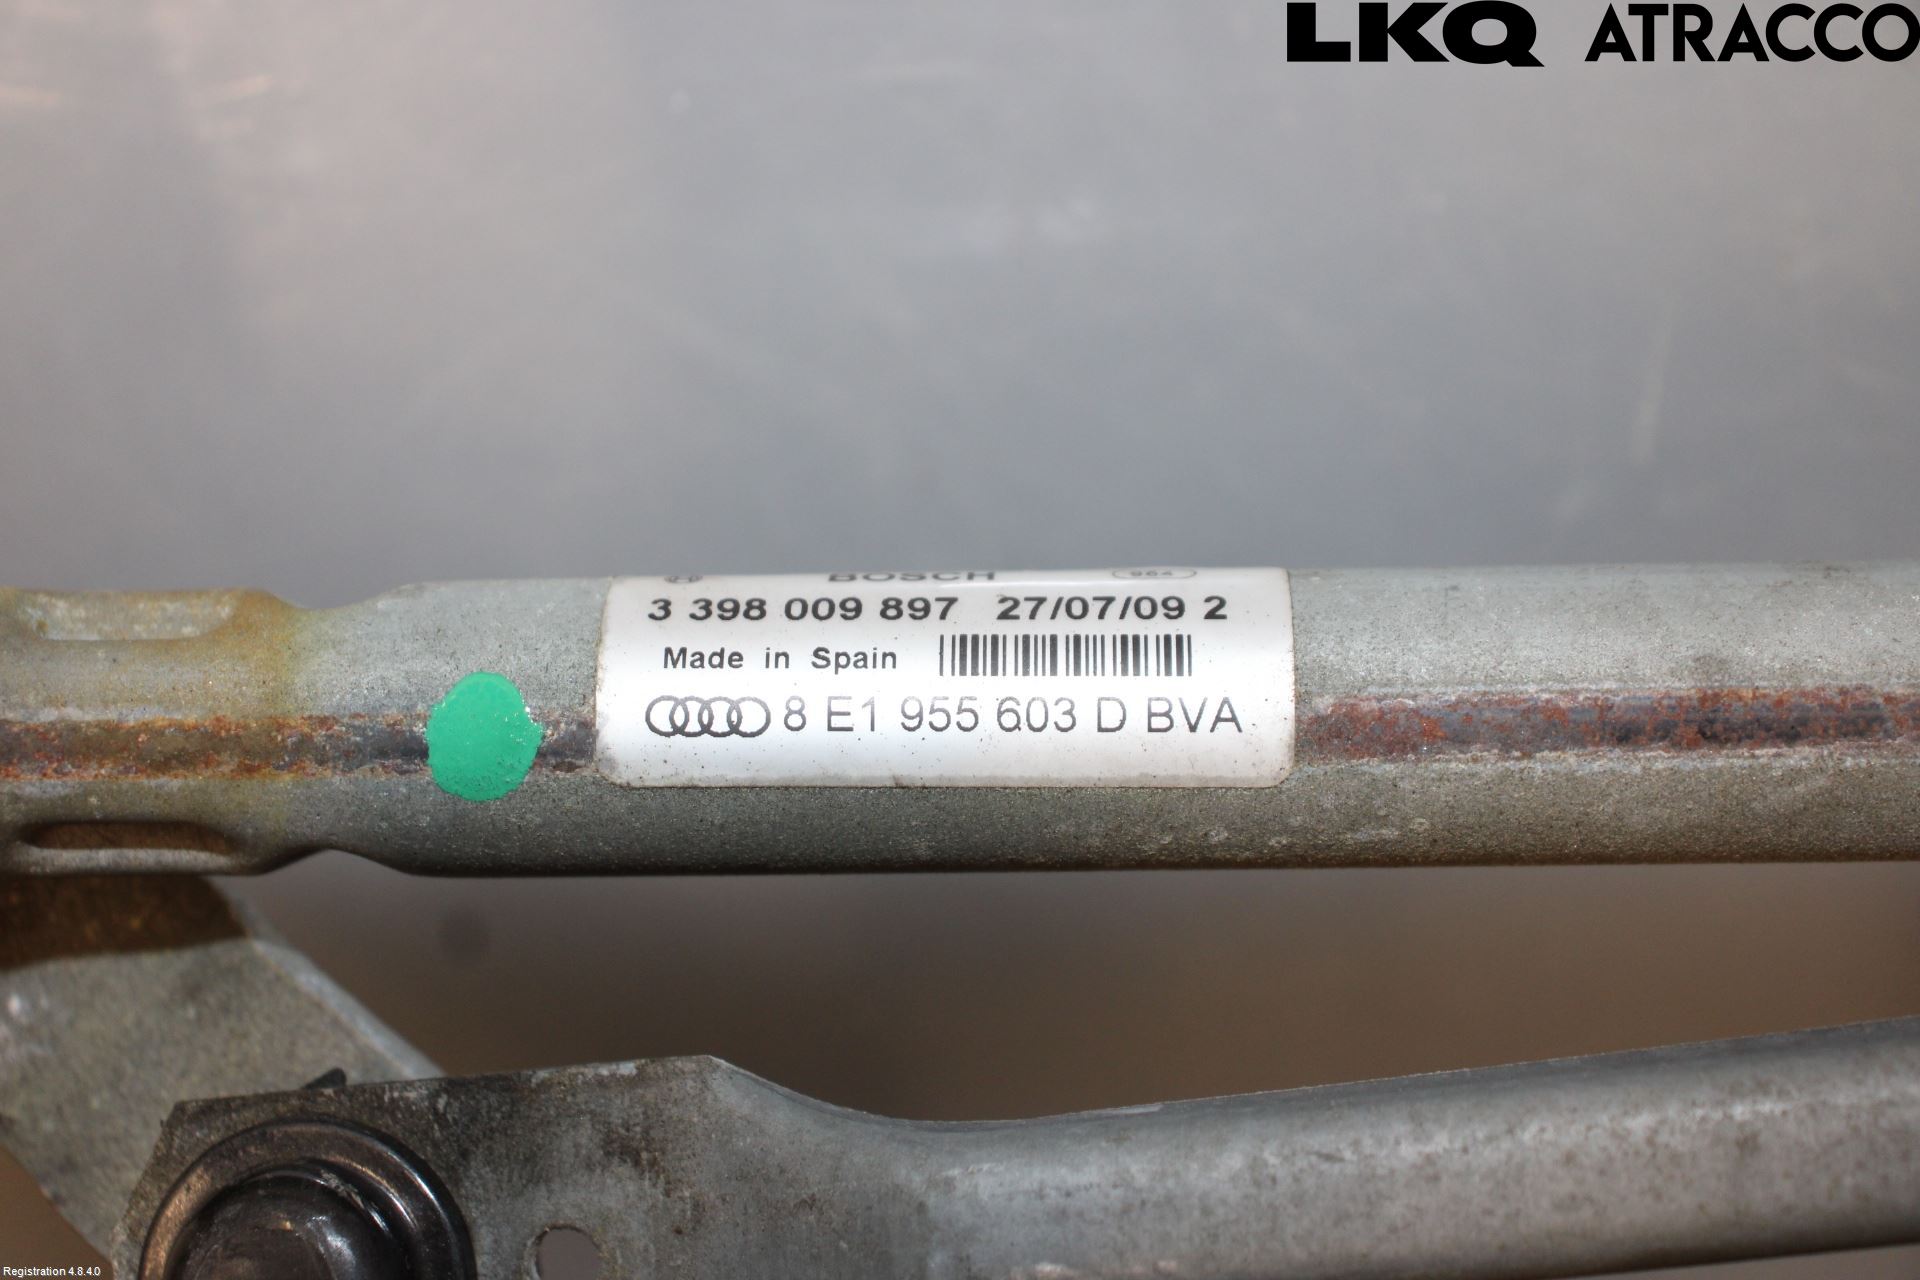 LKQ ATRACCO
BOSCH
3 398 009 897 27/07/09 2
Made in Spain
8 E1 955 603 D BVA
Registration 4.8.4.0